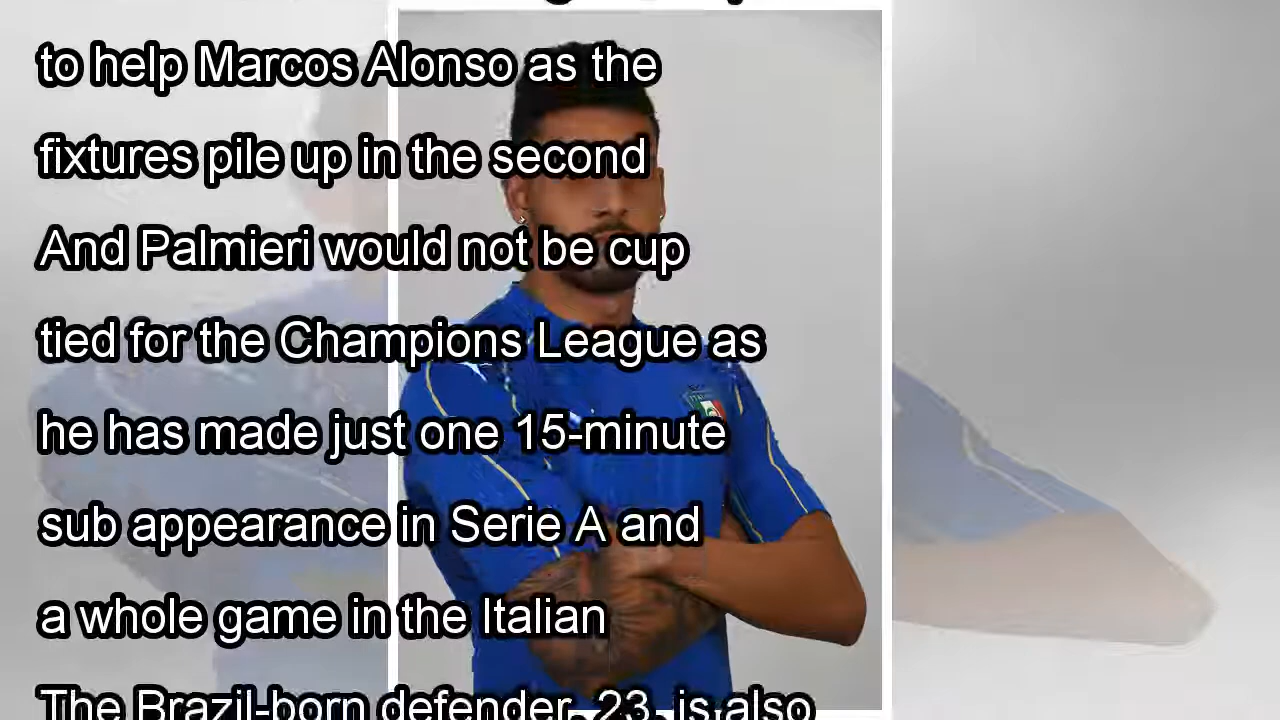 to help Marcos Alonso as the
fixtures pile up in the second
And Palmieri would not be cup
tied for the Champions League as
he has made just one 15-minute
sub appearance in Serie A and
a whole game in the Italian
The Brazil-born defender, 23, is also